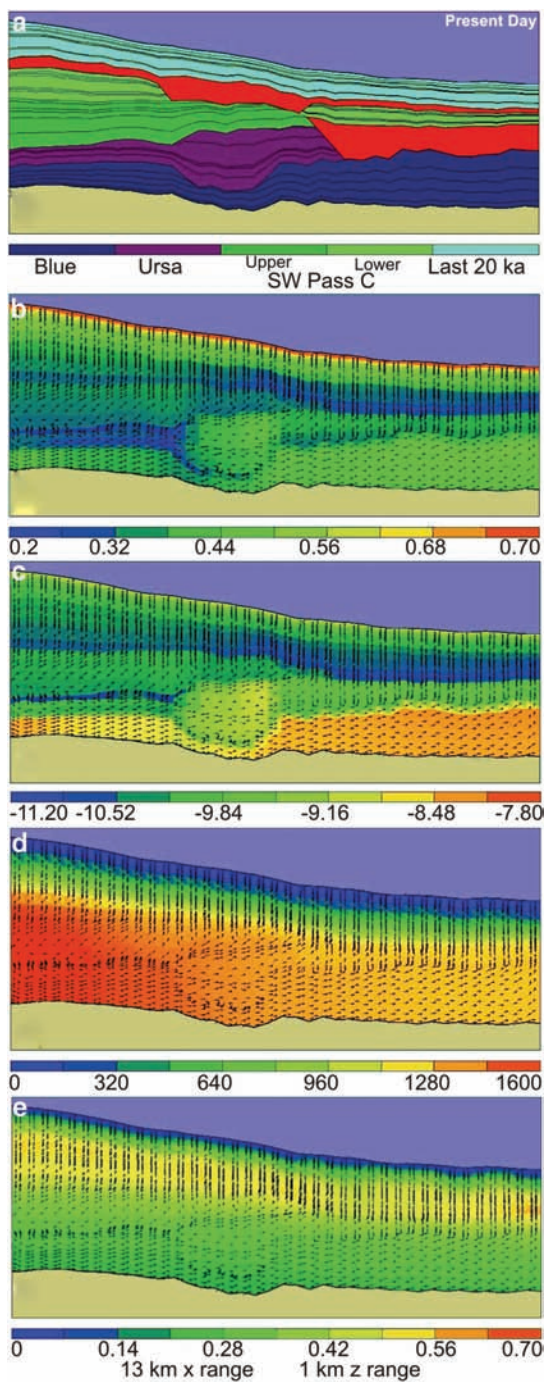 a Present Day
Blue Ursa Upper Lower Last 20 ka
SW Pass C
b
0.2 0.32 0.44 0.56 0.68 0.70
c
-11.20 -10.52 -9.84 -9.16 -8.48 -7.80
d
0 320 640 960 1280 1600
e
0 0.14 0.28 0.42 0.56 0.70
13 km x range 1 km z range